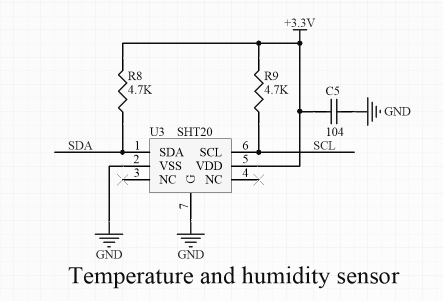 +3.3V
R8
4.7K
R9
4.7K
C5
104
GND
U3 SHT20
SDA 1 6 SCL
SDA SCL
2 VSS VDD 5
3 NC G NC 4
7
GND GND
Temperature and humidity sensor